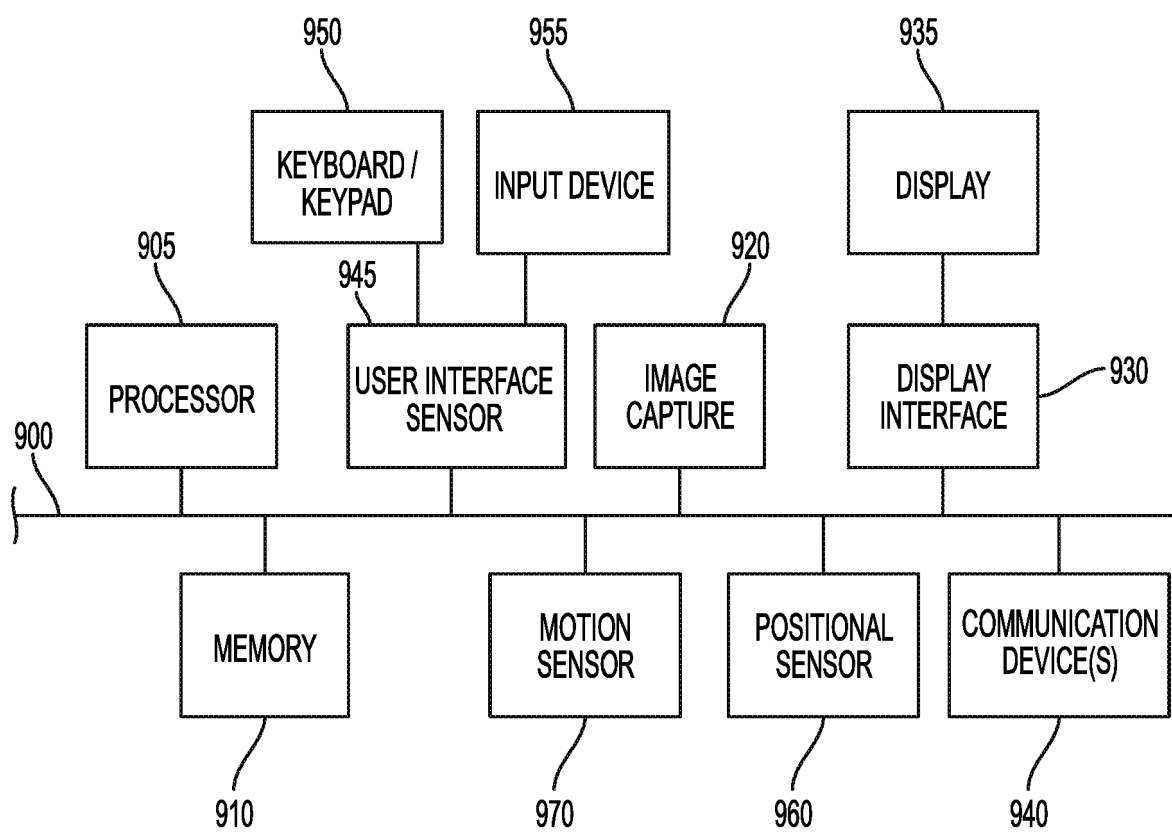 950
955
935
KEYBOARD /
KEYPAD
INPUT DEVICE
DISPLAY
905
945
920
PROCESSOR
USER INTERFACE
SENSOR
IMAGE
CAPTURE
DISPLAY
INTERFACE
930
900
MEMORY
MOTION
SENSOR
POSITIONAL
SENSOR
COMMUNICATION
DEVICE(S)
910
970
960
940